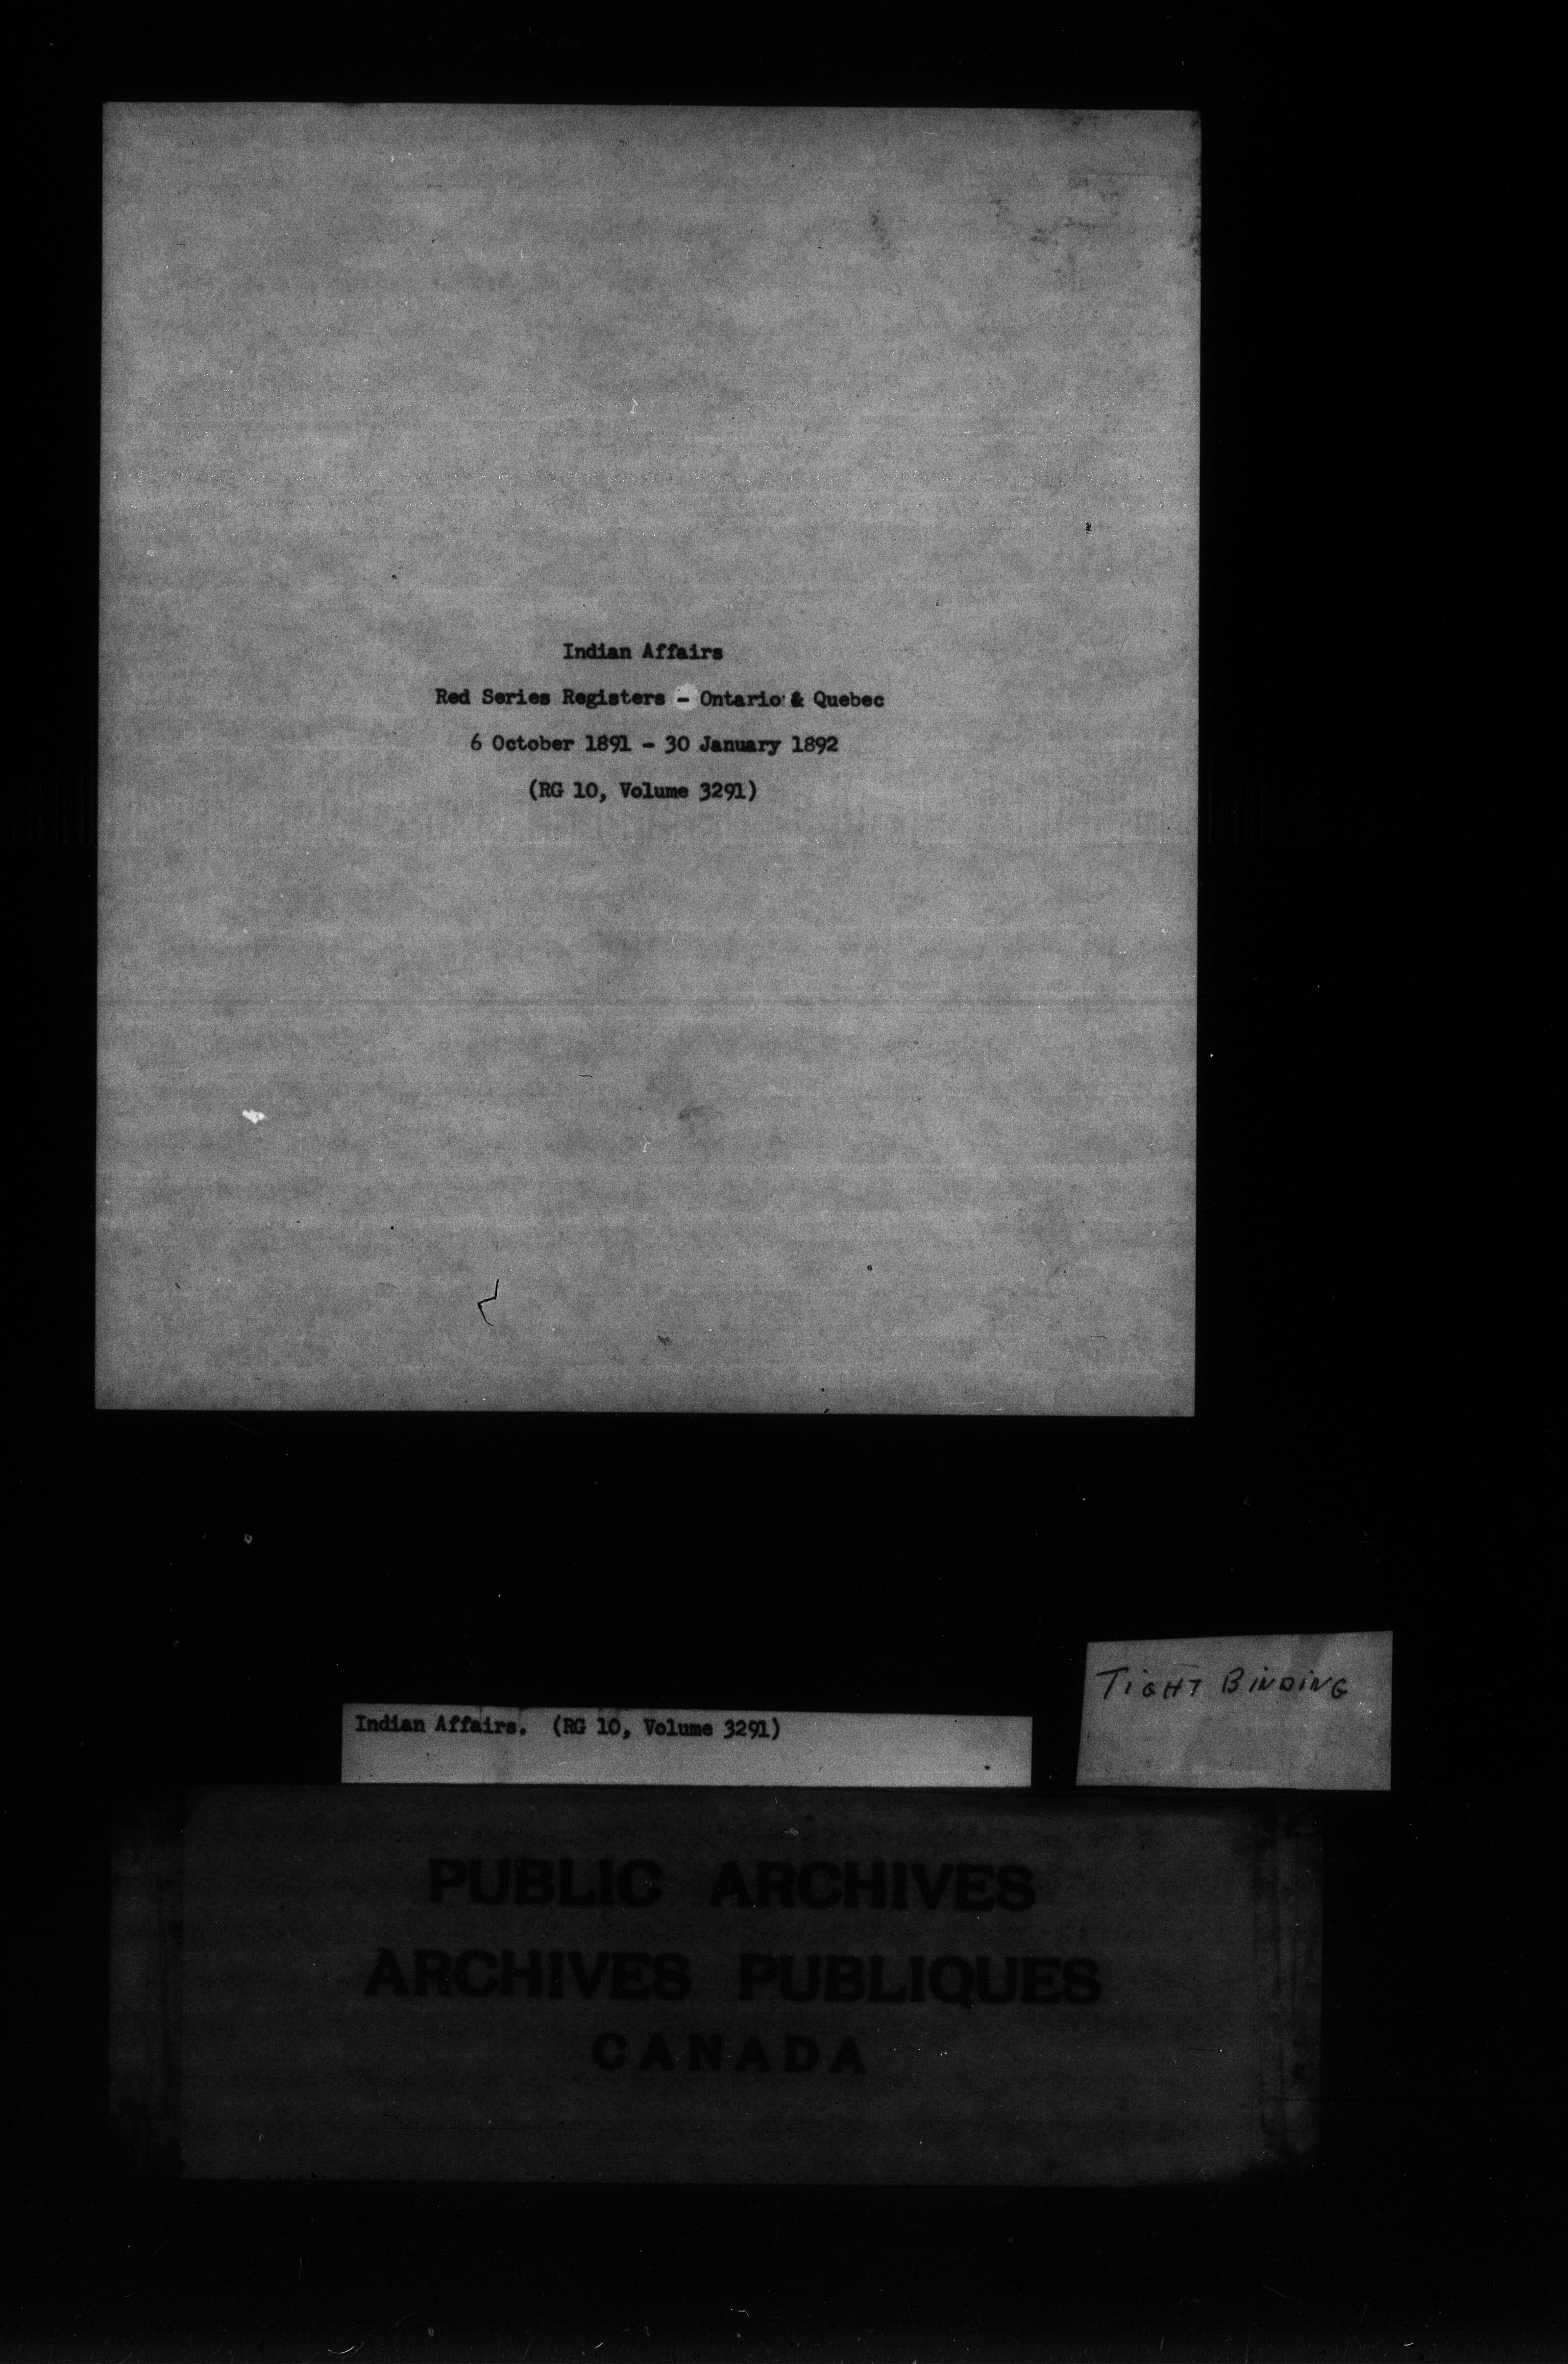 Indian Affairs
Red Series Registers - Ontario & Quebec
6 October 1891 - 30 January 1892
(RG 10, Volume 3291)
TIGHT BINDING
Indian Affairs. (RG 10, Volume 3291)
PUBLIC ARCHIVES
ARCHIVES PUBLIQUES
CANADA